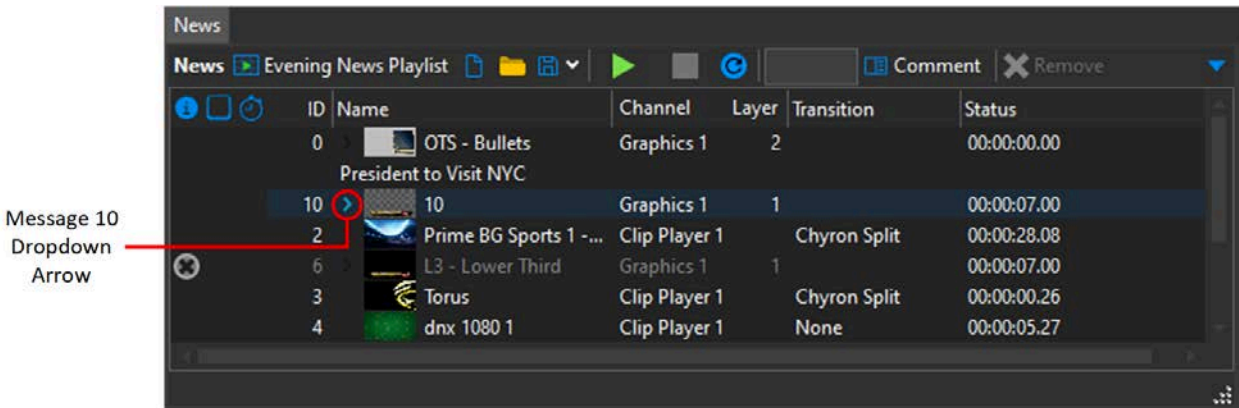 News
News Evening News Playlist Comment Remove
ID Name Channel Layer Transition Status
0 OTS - Bullets Graphics 1 2 00:00:00.00
President to Visit NYC
10 10 Graphics 1 1 00:00:07.00
2 Prime BG Sports 1 -... Clip Player 1 Chyron Split 00:00:28.08
6 L3 - Lower Third Graphics 1 1 00:00:07.00
3 Torus Clip Player 1 Chyron Split 00:00:00.26
4 dnx 1080 1 Clip Player 1 None 00:00:05.27
Message 10
Dropdown
Arrow